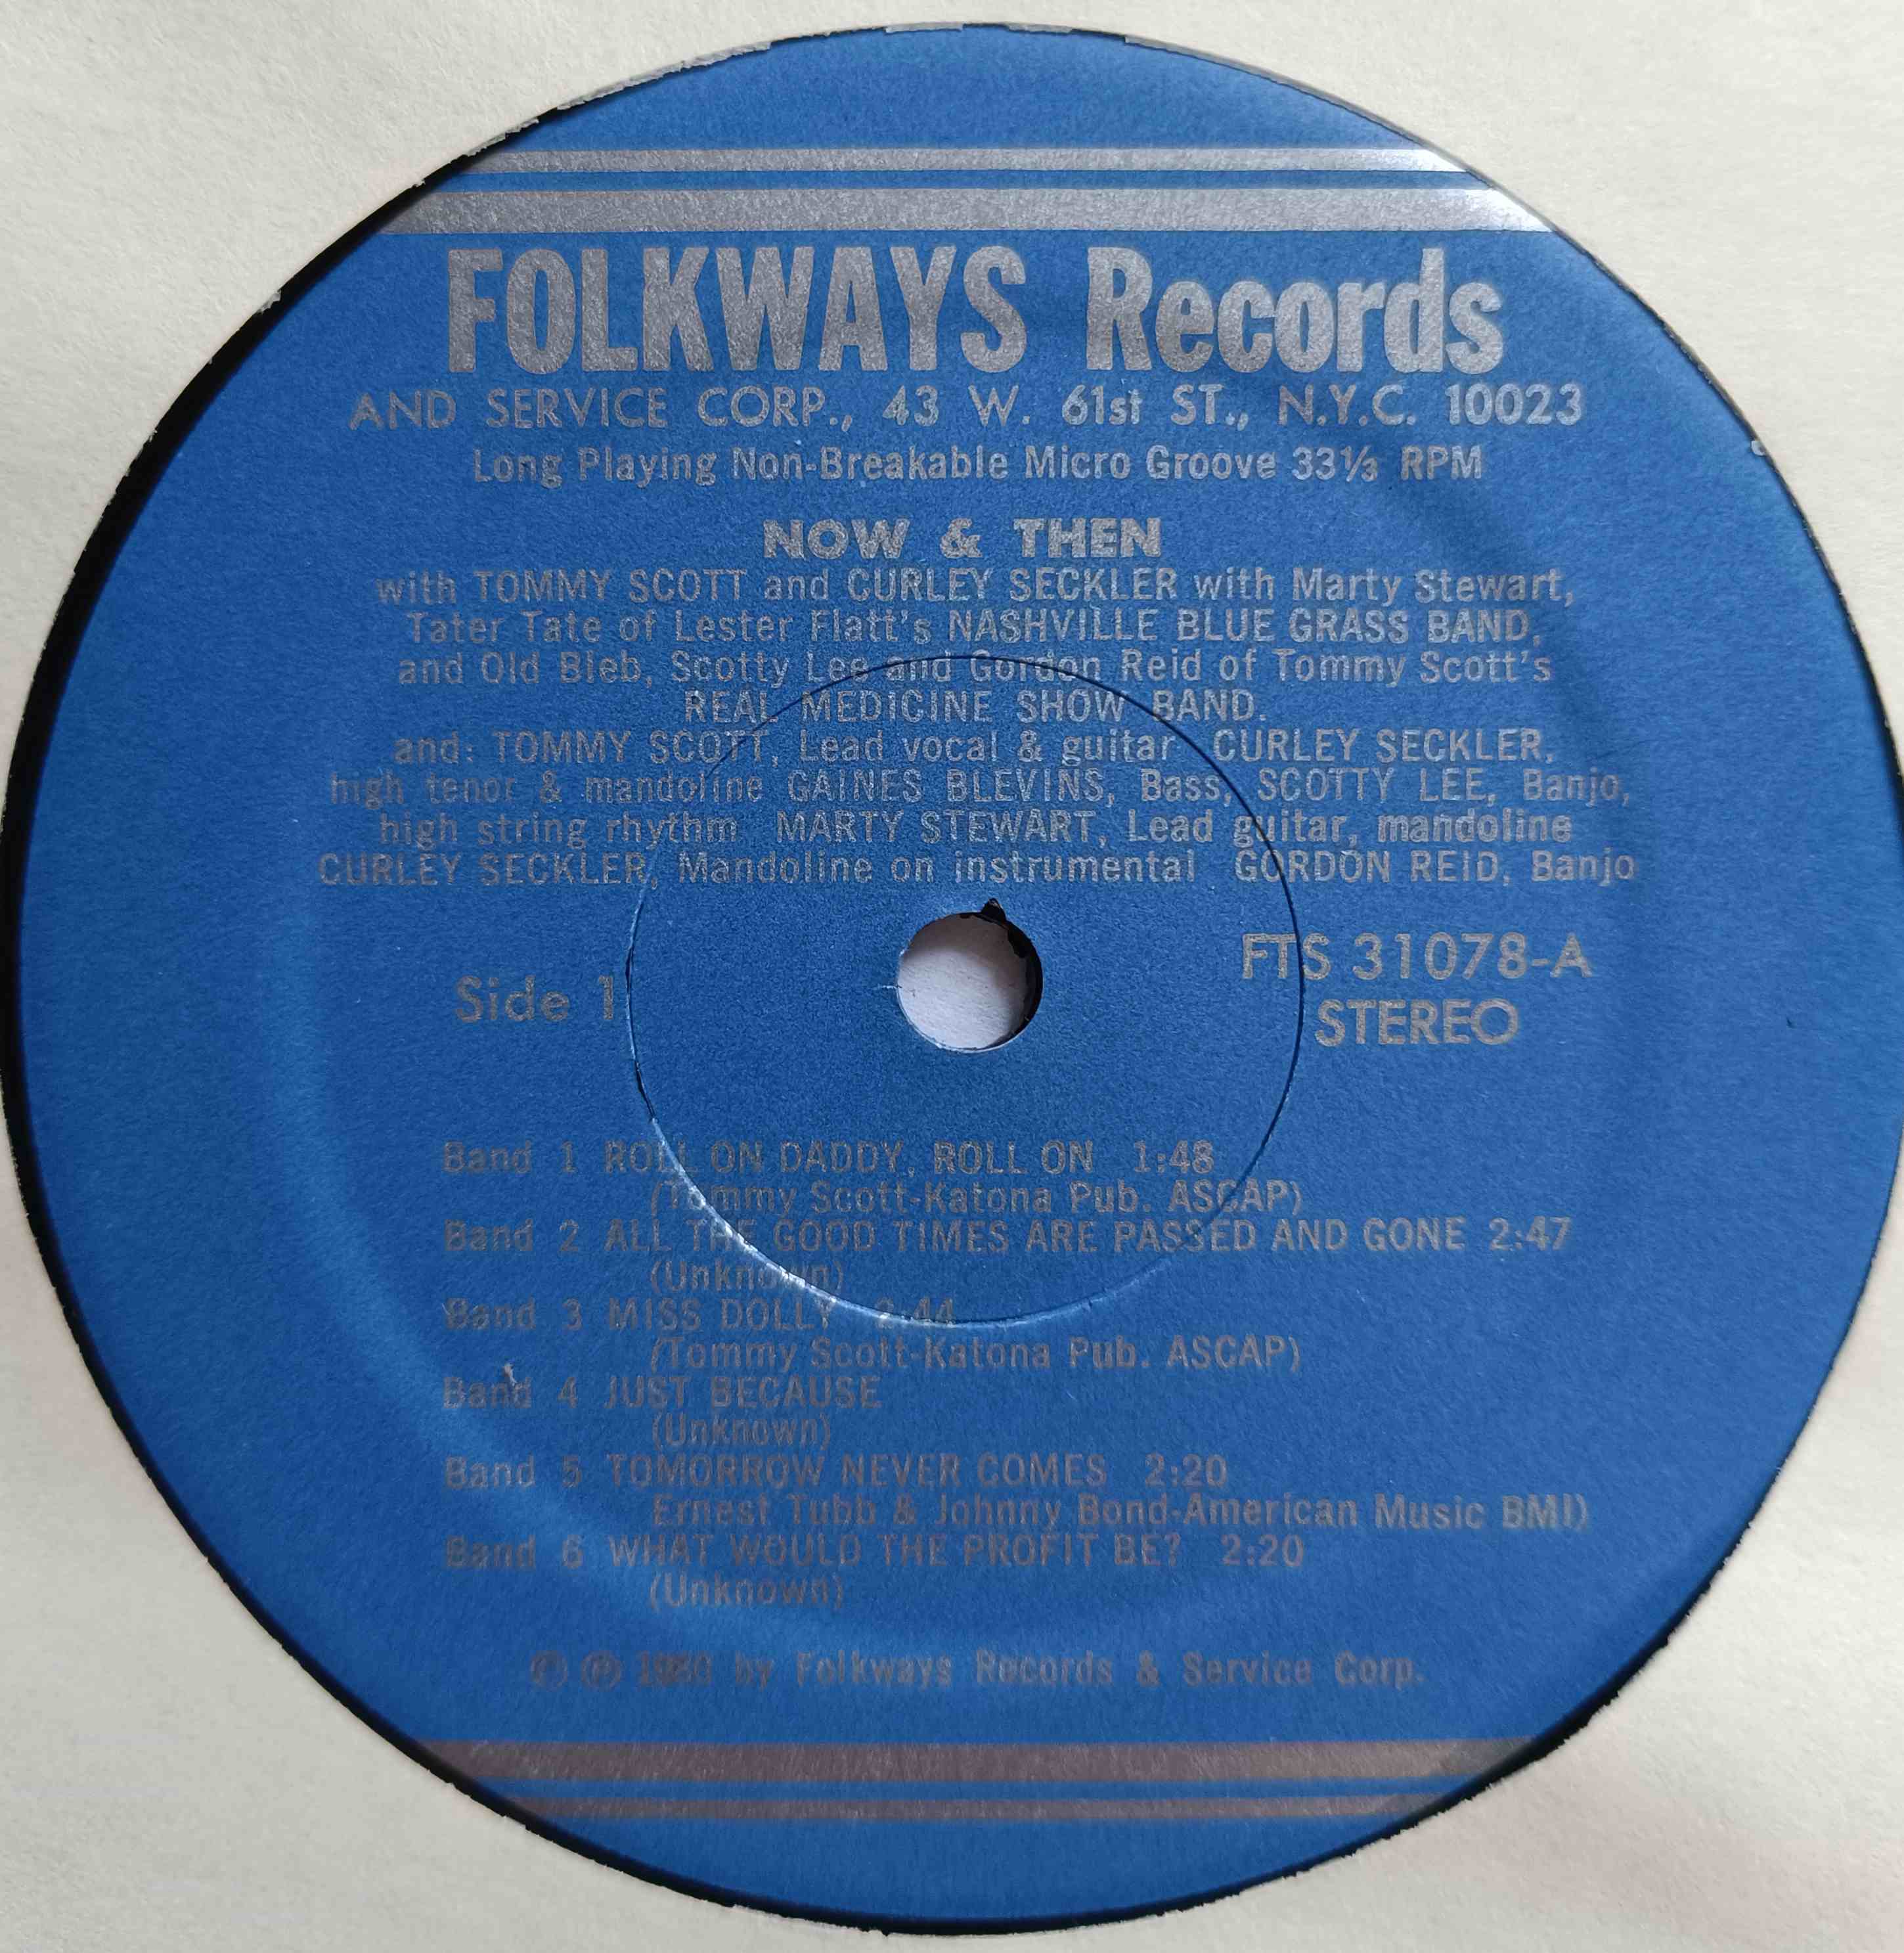 FOLKWAYS Records
AND SERVICE CORP., 43 W. 61st ST., N.Y.C. 10023
Long Playing Non-Breakable Micro Groove 33⅓ RPM
NOW & THEN
with TOMMY SCOTT and CURLEY SECKLER with Marty Stewart,
Tater Tate of Lester Flatt's NASHVILLE BLUE GRASS BAND,
and Old Bleb, Scotty Lee and Gordon Reid of Tommy Scott's
REAL MEDICINE SHOW BAND.
and: TOMMY SCOTT, Lead vocal & guitar CURLEY SECKLER,
high tenor & mandoline GAINES BLEVINS, Bass, SCOTTY LEE, Banjo,
high string rhythm MARTY STEWART, Lead guitar, mandoline
CURLEY SECKLER, Mandoline on instrumental GORDON REID, Banjo
Side 1
FTS 31078-A
STEREO
Band 1 ROLL ON DADDY, ROLL ON 1:48
(Tommy Scott-Katona Pub. ASCAP)
Band 2 ALL THE GOOD TIMES ARE PASSED AND GONE 2:47
(Unknown)
Band 3 MISS DOLLY 2:44
(Tommy Scott-Katona Pub. ASCAP)
Band 4 JUST BECAUSE
(Unknown)
Band 5 TOMORROW NEVER COMES 2:20
Ernest Tubb & Johnny Bond-American Music BMI)
Band 6 WHAT WOULD THE PROFIT BE? 2:20
(Unknown)
© ℗ 1980 by Folkways Records & Service Corp.